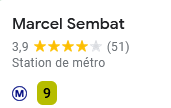 Marcel Sembat
3,9 ★★★★★ (51)
Station de métro
M 9